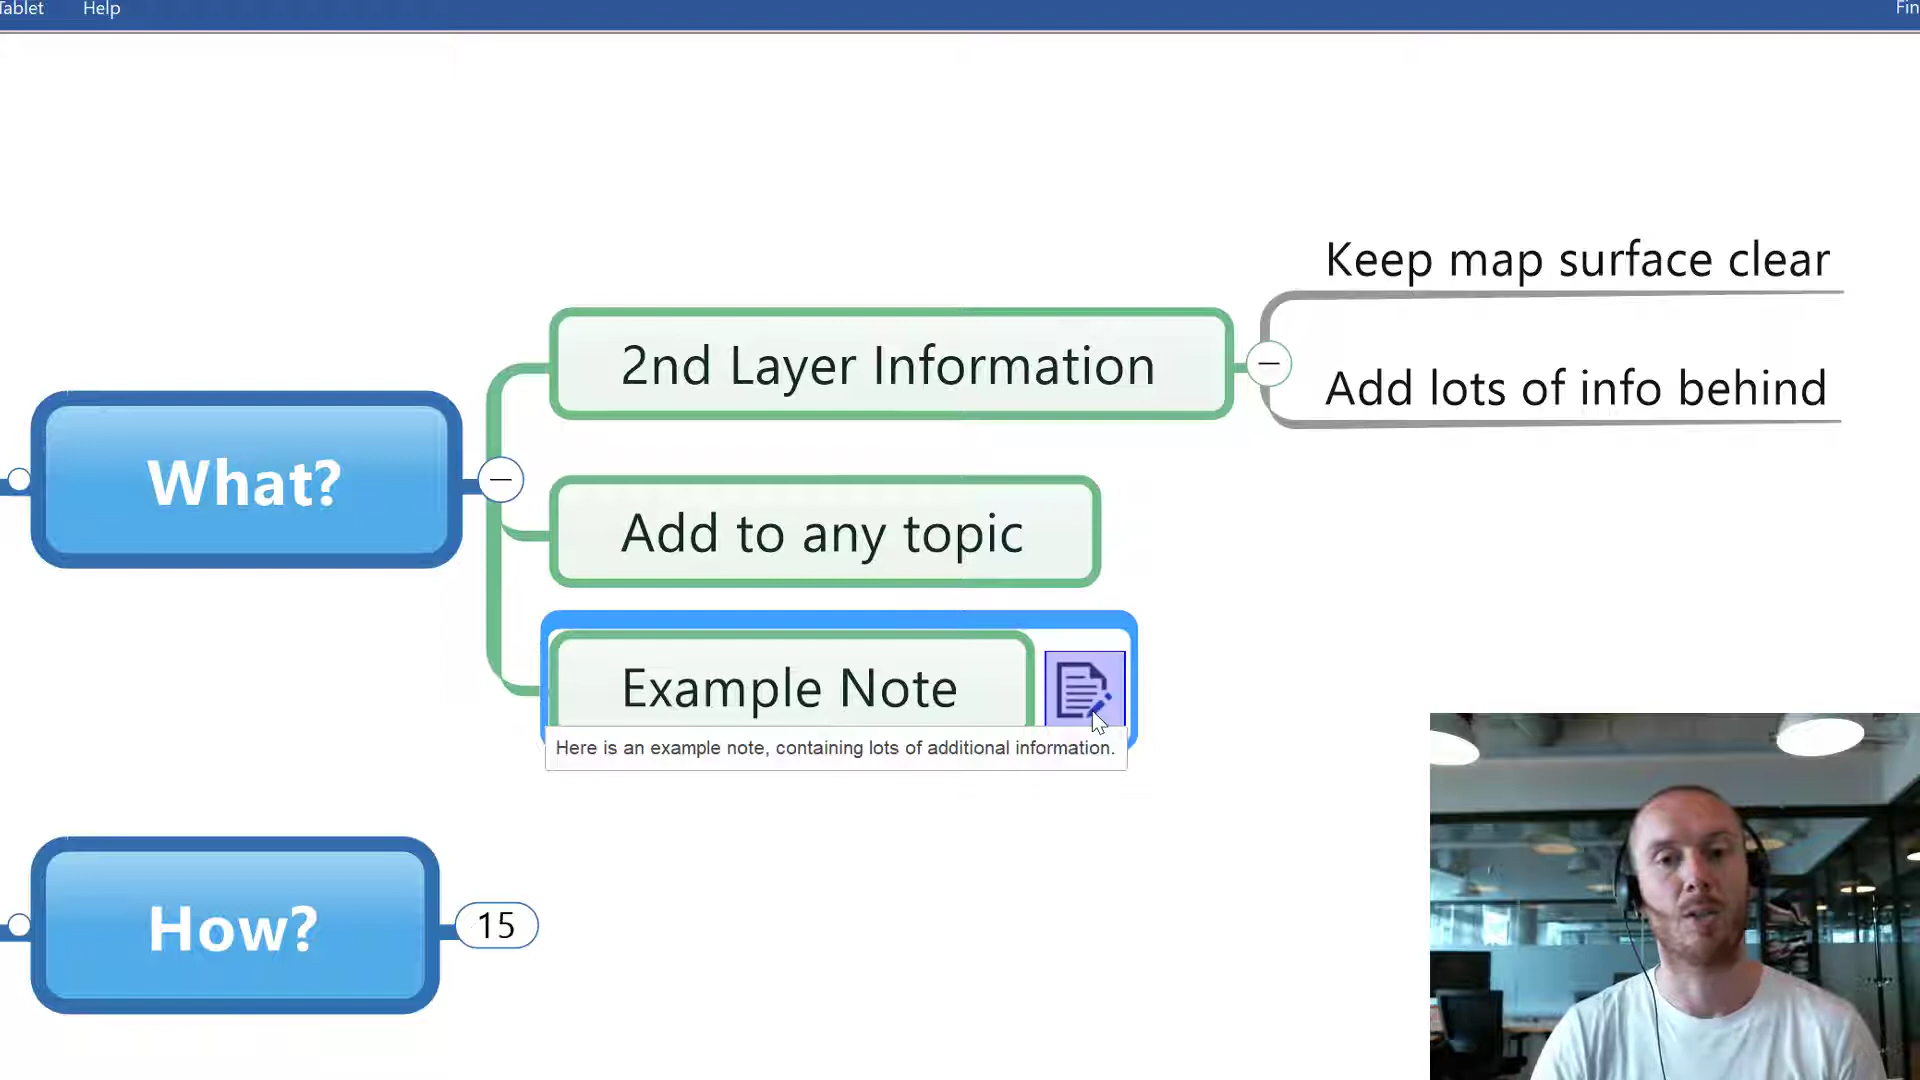 Tablet Help
Keep map surface clear
2nd Layer Information
Add lots of info behind
What?
Add to any topic
Example Note
Here is an example note, containing lots of additional information.
How? 15